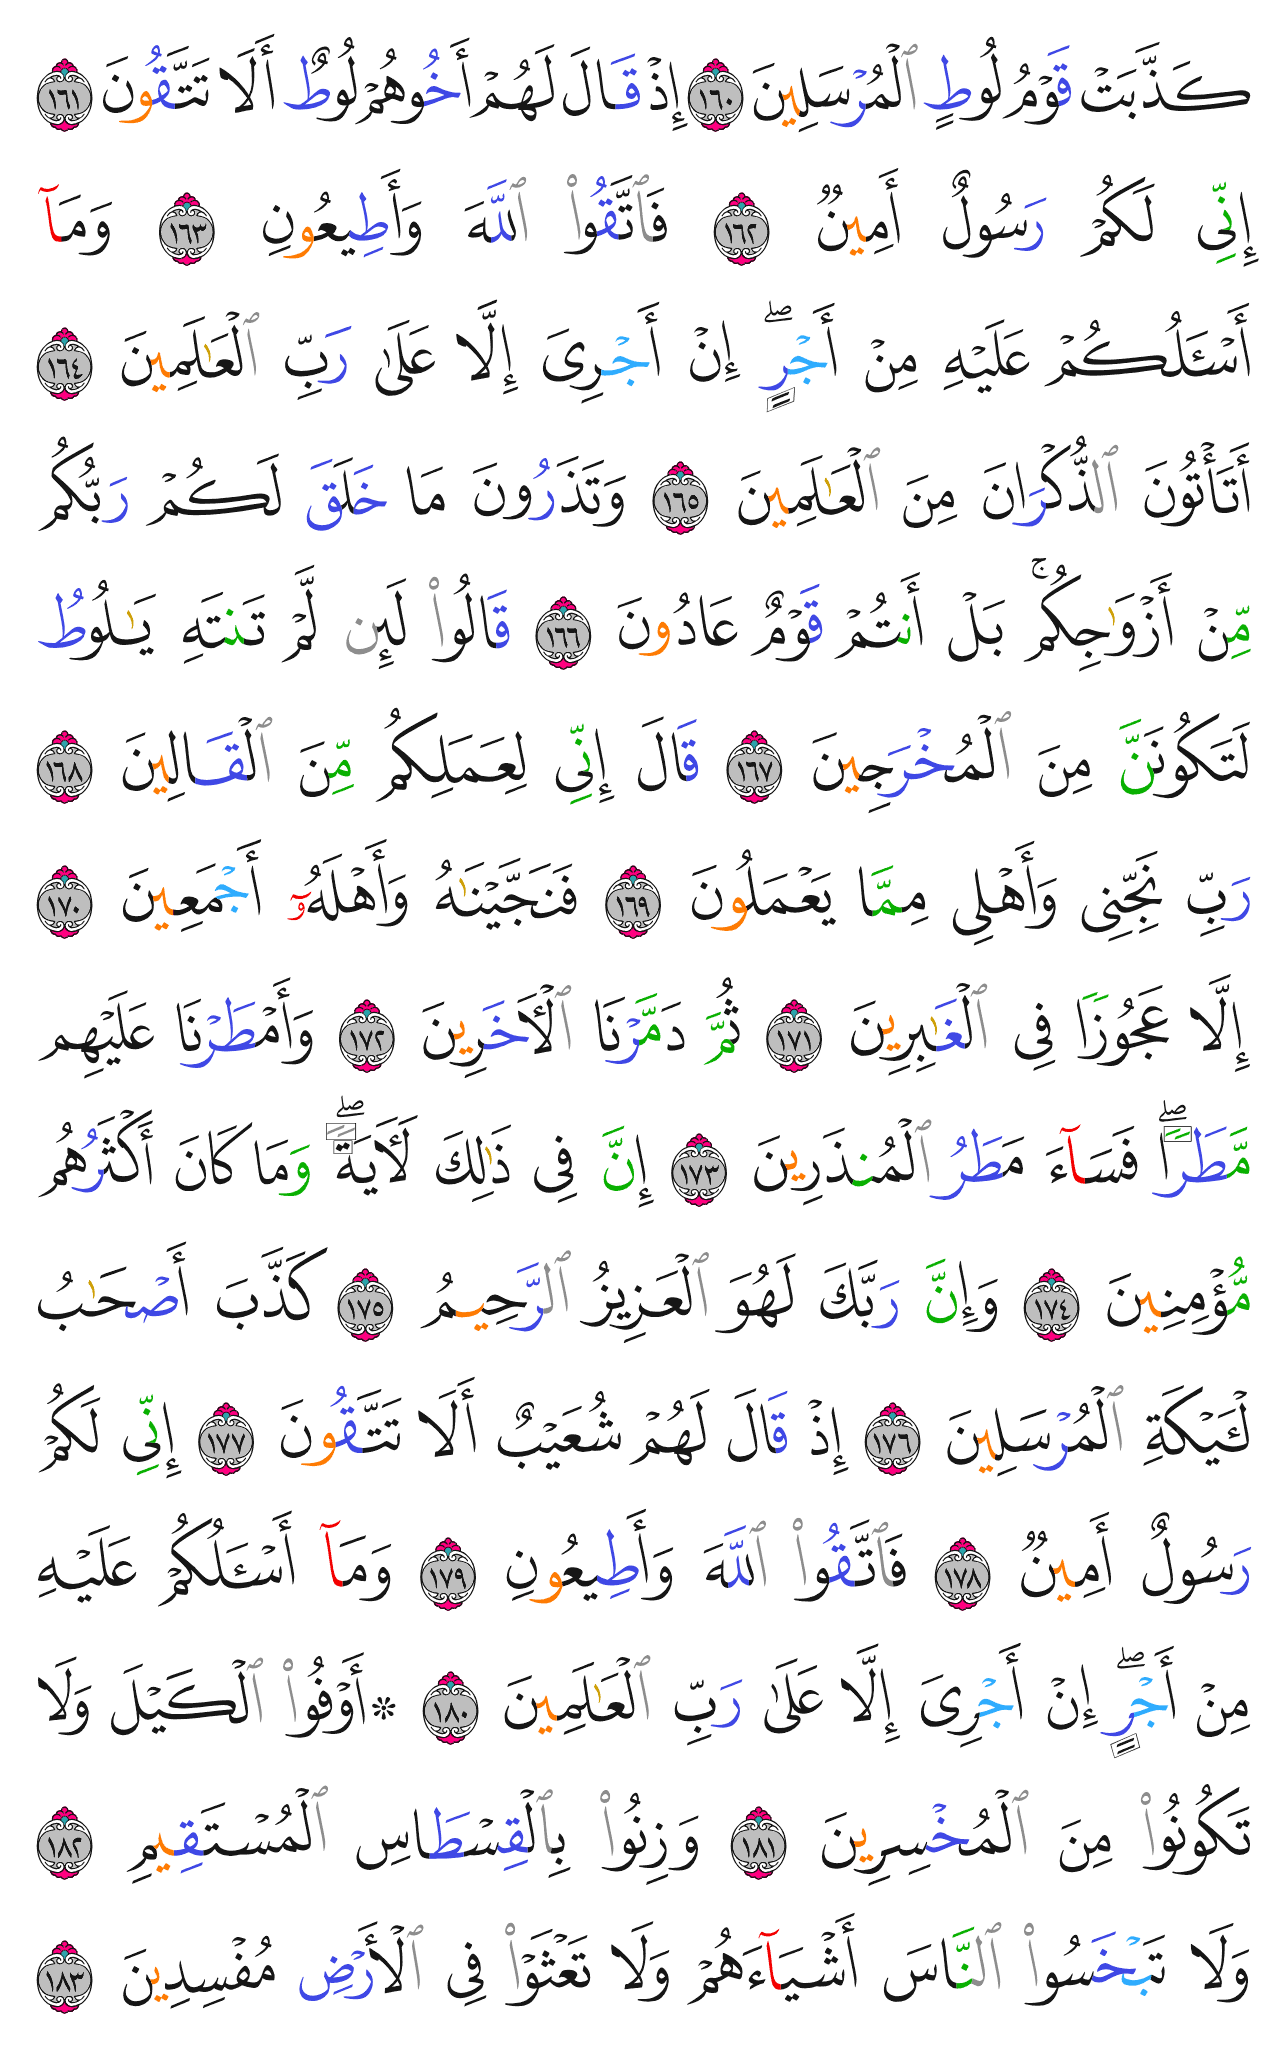 كَذَّبَتۡ قَوۡمُ لُوطٍ ٱلۡمُرۡسَلِينَ ١٦٠ إِذۡ قَالَ لَهُمۡ أَخُوهُمۡ لُوطٌ أَلَا تَتَّقُونَ ١٦١
إِنِّي لَكُمۡ رَسُولٌ أَمِينٞ ١٦٢ فَٱتَّقُواْ ٱللَّهَ وَأَطِيعُونِ ١٦٣ وَمَآ
أَسۡـَٔلُكُمۡ عَلَيۡهِ مِنۡ أَجۡرٍۖ إِنۡ أَجۡرِيَ إِلَّا عَلَىٰ رَبِّ ٱلۡعَٰلَمِينَ ١٦٤
أَتَأۡتُونَ ٱلذُّكۡرَانَ مِنَ ٱلۡعَٰلَمِينَ ١٦٥ وَتَذَرُونَ مَا خَلَقَ لَكُمۡ رَبُّكُم
مِّنۡ أَزۡوَٰجِكُمۚ بَلۡ أَنتُمۡ قَوۡمٌ عَادُونَ ١٦٦ قَالُواْ لَئِن لَّمۡ تَنتَهِ يَٰلُوطُ
لَتَكُونَنَّ مِنَ ٱلۡمُخۡرَجِينَ ١٦٧ قَالَ إِنِّي لِعَمَلِكُم مِّنَ ٱلۡقَالِينَ ١٦٨
رَبِّ نَجِّنِي وَأَهۡلِي مِمَّا يَعۡمَلُونَ ١٦٩ فَنَجَّيۡنَٰهُ وَأَهۡلَهُۥٓ أَجۡمَعِينَ ١٧٠
إِلَّا عَجُوزٗا فِي ٱلۡغَٰبِرِينَ ١٧١ ثُمَّ دَمَّرۡنَا ٱلۡأٓخَرِينَ ١٧٢ وَأَمۡطَرۡنَا عَلَيۡهِم
مَّطَرٗاۖ فَسَآءَ مَطَرُ ٱلۡمُنذَرِينَ ١٧٣ إِنَّ فِي ذَٰلِكَ لَأٓيَةٗۖ وَمَا كَانَ أَكۡثَرُهُم
مُّؤۡمِنِينَ ١٧٤ وَإِنَّ رَبَّكَ لَهُوَ ٱلۡعَزِيزُ ٱلرَّحِيمُ ١٧٥ كَذَّبَ أَصۡحَٰبُ
لۡـَٔيۡكَةِ ٱلۡمُرۡسَلِينَ ١٧٦ إِذۡ قَالَ لَهُمۡ شُعَيۡبٌ أَلَا تَتَّقُونَ ١٧٧ إِنِّي لَكُمۡ
رَسُولٌ أَمِينٞ ١٧٨ فَٱتَّقُواْ ٱللَّهَ وَأَطِيعُونِ ١٧٩ وَمَآ أَسۡـَٔلُكُمۡ عَلَيۡهِ
مِنۡ أَجۡرٍۖ إِنۡ أَجۡرِيَ إِلَّا عَلَىٰ رَبِّ ٱلۡعَٰلَمِينَ ١٨٠ ۞أَوۡفُواْ ٱلۡكَيۡلَ وَلَا
تَكُونُواْ مِنَ ٱلۡمُخۡسِرِينَ ١٨١ وَزِنُواْ بِٱلۡقِسۡطَاسِ ٱلۡمُسۡتَقِيمِ ١٨٢
وَلَا تَبۡخَسُواْ ٱلنَّاسَ أَشۡيَآءَهُمۡ وَلَا تَعۡثَوۡاْ فِي ٱلۡأَرۡضِ مُفۡسِدِينَ ١٨٣